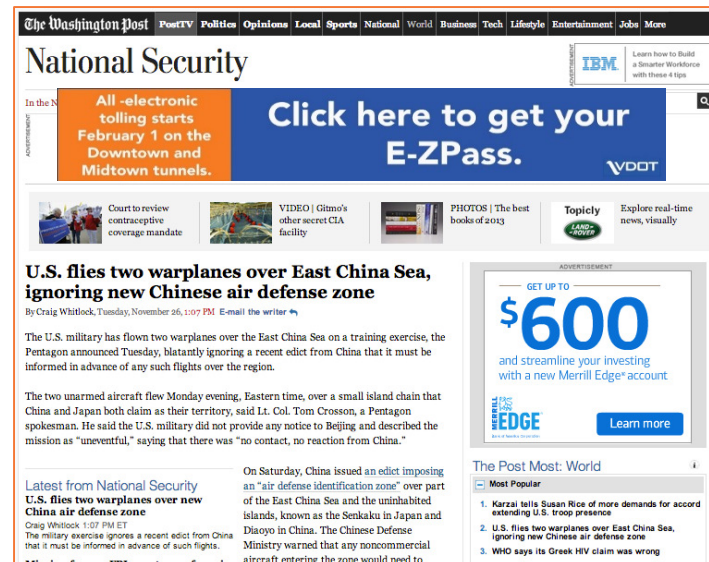 The Washington Post PostTV Politics Opinions Local Sports National World Business Tech Lifestyle Entertainment Jobs More
National Security
ADVERTISEMENT
IBM.
Learn how to Build
a Smarter Workforce
with these 4 tips
In the N
ADVERTISEMENT
All -electronic
tolling starts
February 1 on the
Downtown and
Midtown tunnels.
Click here to get your
E-ZPass.
VDOT
Court to review
contraceptive
coverage mandate
VIDEO | Gitmo's
other secret CIA
facility
PHOTOS | The best
books of 2013
Topicly
LAND-
ROVER
Explore real-time
news, visually
U.S. flies two warplanes over East China Sea,
ignoring new Chinese air defense zone
By Craig Whitlock, Tuesday, November 26, 1:07 PM E-mail the writer
The U.S. military has flown two warplanes over the East China Sea on a training exercise, the
Pentagon announced Tuesday, blatantly ignoring a recent edict from China that it must be
informed in advance of any such flights over the region.
The two unarmed aircraft flew Monday evening, Eastern time, over a small island chain that
China and Japan both claim as their territory, said Lt. Col. Tom Crosson, a Pentagon
spokesman. He said the U.S. military did not provide any notice to Beijing and described the
mission as “uneventful,” saying that there was “no contact, no reaction from China.”
Latest from National Security
U.S. flies two warplanes over new
China air defense zone
Craig Whitlock 1:07 PM ET
The military exercise ignores a recent edict from China
that it must be informed in advance of such flights.
On Saturday, China issued an edict imposing
an “air defense identification zone” over part
of the East China Sea and the uninhabited
islands, known as the Senkaku in Japan and
Diaoyo in China. The Chinese Defense
Ministry warned that any noncommercial
aircraft entering the zone would need to
ADVERTISEMENT
GET UP TO
$600
and streamline your investing
with a new Merrill Edge® account
MERRILL
EDGE
Bank of America Corporation
Learn more
The Post Most: World
Most Popular
1. Karzai tells Susan Rice of more demands for accord
extending U.S. troop presence
2. U.S. flies two warplanes over East China Sea,
ignoring new Chinese air defense zone
3. WHO says its Greek HIV claim was wrong